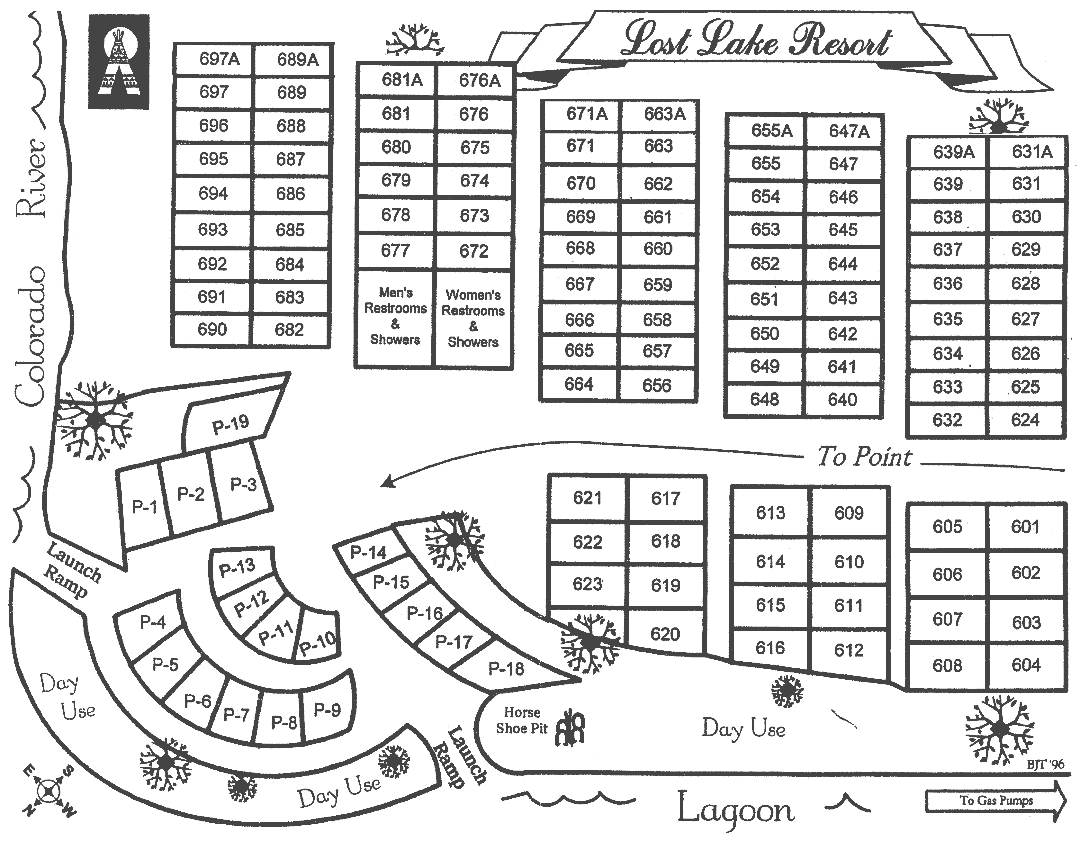 Lost Lake Resort
Colorado River
697A 689A
697 689
696 688
695 687
694 686
693 685
692 684
691 683
690 682
681A 676A
681 676
680 675
679 674
678 673
677 672
Men's
Restrooms
&
Showers
Women's
Restrooms
&
Showers
671A 663A
671 663
670 662
669 661
668 660
667 659
666 658
665 657
664 656
655A 647A
655 647
654 646
653 645
652 644
651 643
650 642
649 641
648 640
639A 631A
639 631
638 630
637 629
636 628
635 627
634 626
633 625
632 624
To Point
P-19
P-1 P-2 P-3
Launch
Ramp
P-13
P-12
P-11
P-10
P-14
P-15
P-16
P-17
P-18
P-4
P-5
P-6
P-7
P-8
P-9
621 617
622 618
623 619
620
613 609
614 610
615 611
616 612
605 601
606 602
607 603
608 604
Day
Use
Day Use
Launch
Ramp
Horse
Shoe Pit
Day Use
BJT '96
E S
N W
Lagoon
To Gas Pumps